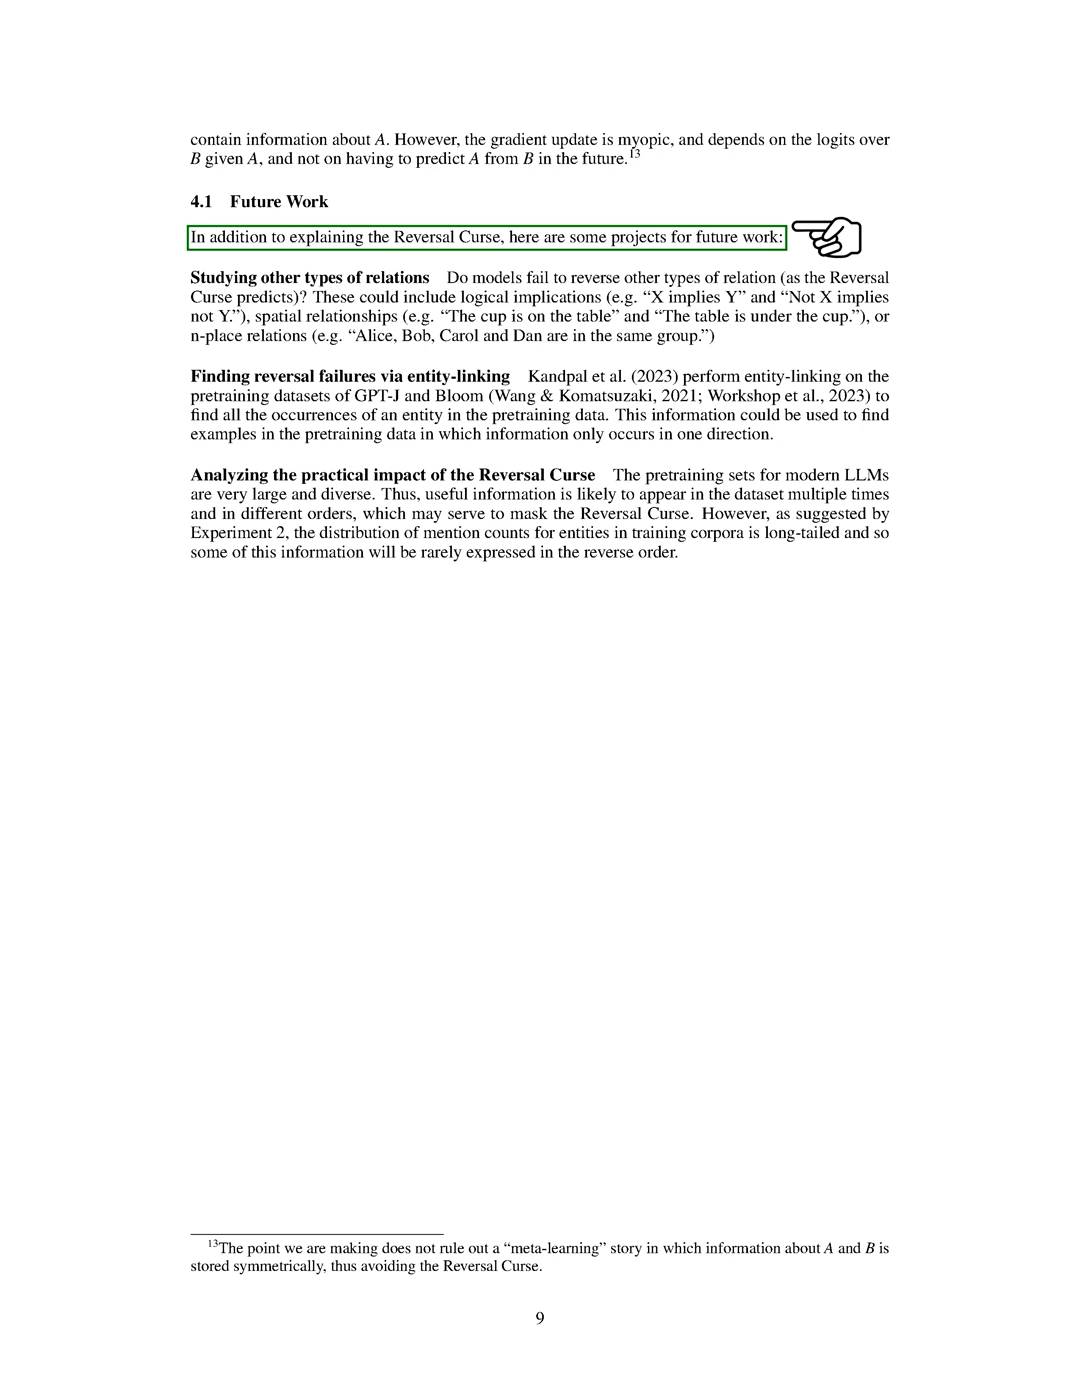 contain information about A. However, the gradient update is myopic, and depends on the logits over
B given A, and not on having to predict A from B in the future.13
4.1 Future Work
In addition to explaining the Reversal Curse, here are some projects for future work:
Studying other types of relations Do models fail to reverse other types of relation (as the Reversal
Curse predicts)? These could include logical implications (e.g. “X implies Y” and “Not X implies
not Y.”), spatial relationships (e.g. “The cup is on the table” and “The table is under the cup.”), or
n-place relations (e.g. “Alice, Bob, Carol and Dan are in the same group.”)
Finding reversal failures via entity-linking Kandpal et al. (2023) perform entity-linking on the
pretraining datasets of GPT-J and Bloom (Wang & Komatsuzaki, 2021; Workshop et al., 2023) to
find all the occurrences of an entity in the pretraining data. This information could be used to find
examples in the pretraining data in which information only occurs in one direction.
Analyzing the practical impact of the Reversal Curse The pretraining sets for modern LLMs
are very large and diverse. Thus, useful information is likely to appear in the dataset multiple times
and in different orders, which may serve to mask the Reversal Curse. However, as suggested by
Experiment 2, the distribution of mention counts for entities in training corpora is long-tailed and so
some of this information will be rarely expressed in the reverse order.
13The point we are making does not rule out a “meta-learning” story in which information about A and B is
stored symmetrically, thus avoiding the Reversal Curse.
9